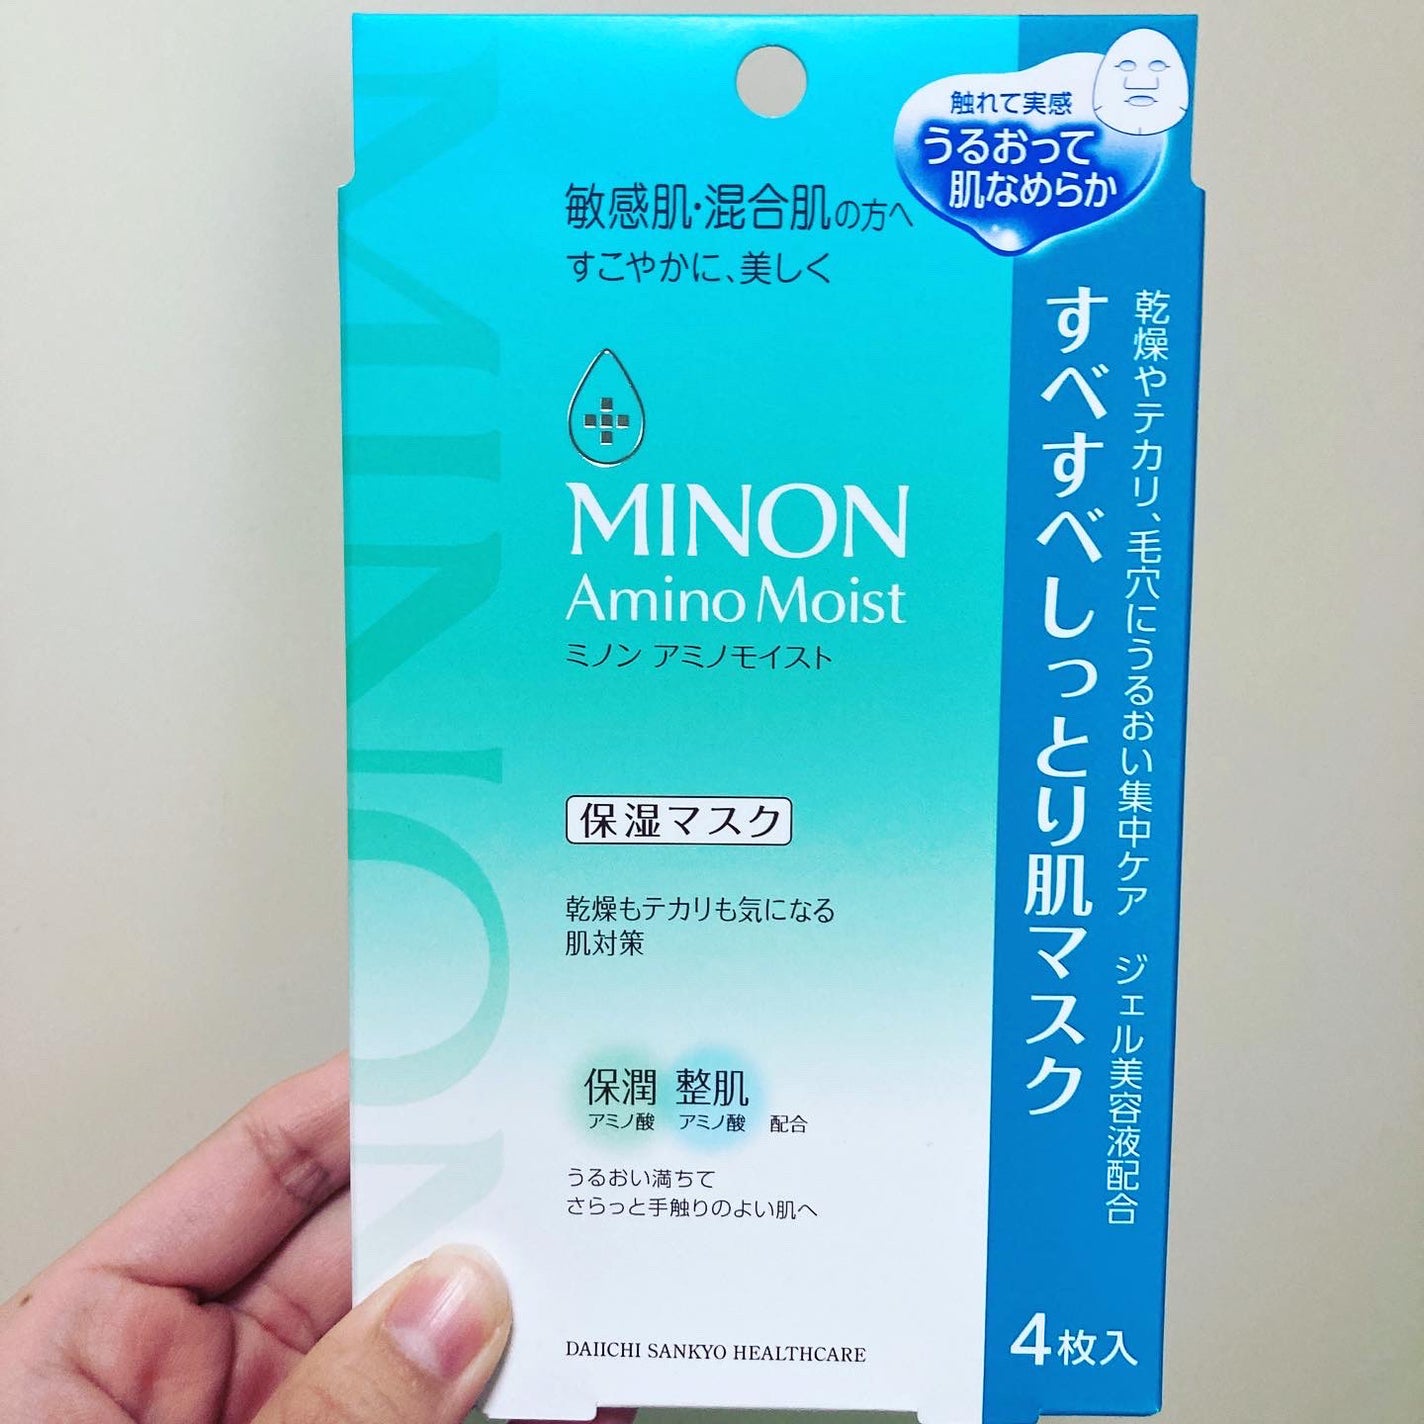 触れて実感
うるおって
肌なめらか
敏感肌・混合肌の方へ
すこやかに、美しく
MINON
Amino Moist
ミノン アミノモイスト
保湿マスク
乾燥もテカリも気になる
肌対策
保潤 整肌
アミノ酸 アミノ酸 配合
うるおい満ちて
さらっと手触りのよい肌へ
DAIICHI SANKYO HEALTHCARE
乾燥やテカリ、毛穴にうるおい集中ケア ジェル美容液配合
すべすべしっとり肌マスク
4枚入
MINON